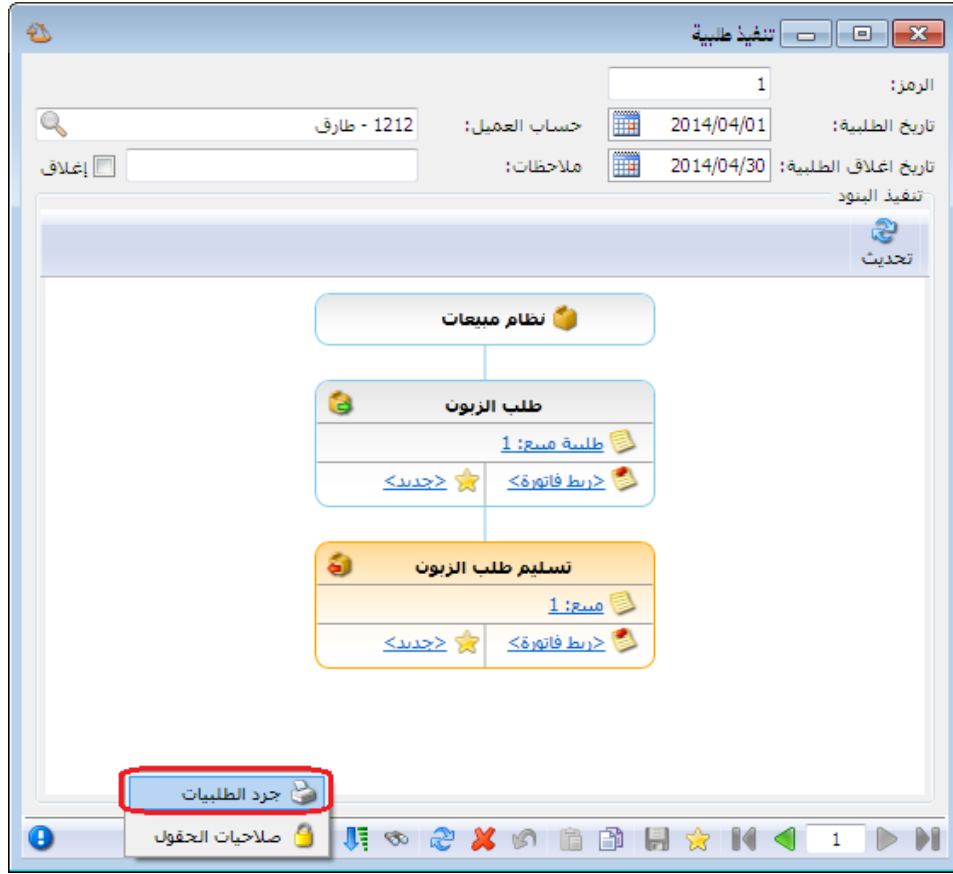 تنفيذ طلبية
الرمز: 1
تاريخ الطلبية: 2014/04/01 حساب العميل: 1212 - طارق
تاريخ اغلاق الطلبية: 2014/04/30 ملاحظات: إغلاق
تنفيذ البنود
تحديث
نظام مبيعات
طلب الزبون
طلبية مبيع: 1
<ربط فاتورة> <جديد>
تسليم طلب الزبون
مبيع: 1
<ربط فاتورة> <جديد>
جرد الطلبيات
صلاحيات الحقول
1